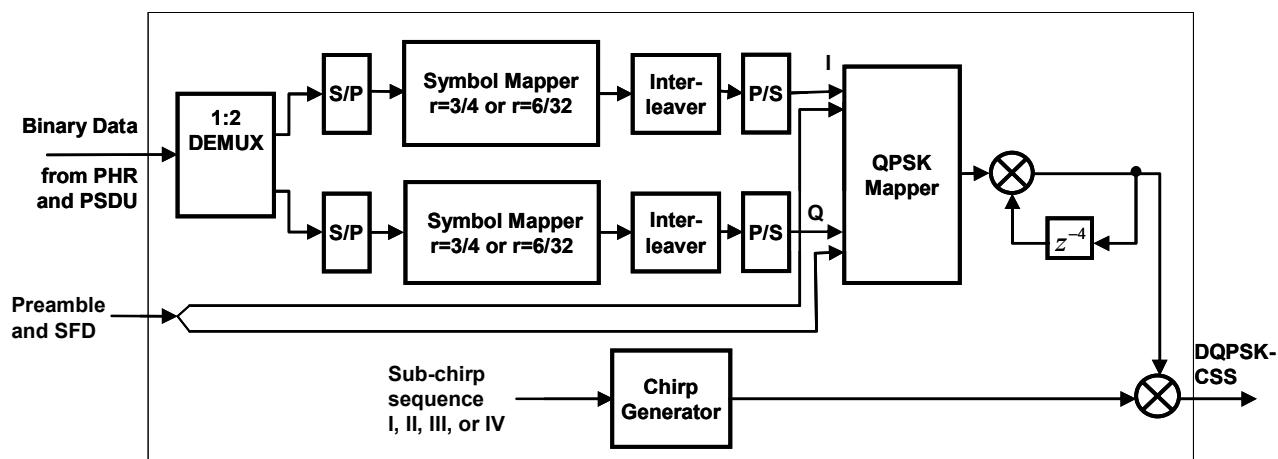 Binary Data
from PHR
and PSDU
1:2
DEMUX
S/P
Symbol Mapper
r=3/4 or r=6/32
Inter-
leaver
P/S
I
S/P
Symbol Mapper
r=3/4 or r=6/32
Inter-
leaver
P/S
Q
QPSK
Mapper
z⁻⁴
Preamble
and SFD
Sub-chirp
sequence
I, II, III, or IV
Chirp
Generator
DQPSK-
CSS